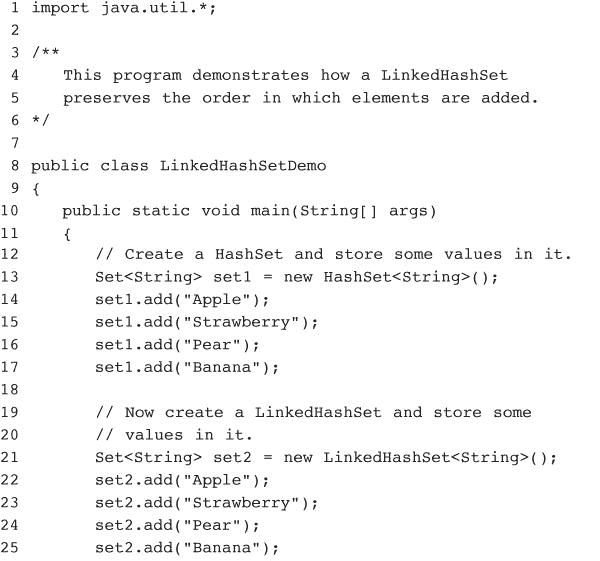 1 import java.util.*;
2
3 /**
4    This program demonstrates how a LinkedHashSet
5    preserves the order in which elements are added.
6 */
7
8 public class LinkedHashSetDemo
9 {
10    public static void main(String[] args)
11    {
12       // Create a HashSet and store some values in it.
13       Set<String> set1 = new HashSet<String>();
14       set1.add("Apple");
15       set1.add("Strawberry");
16       set1.add("Pear");
17       set1.add("Banana");
18
19       // Now create a LinkedHashSet and store some
20       // values in it.
21       Set<String> set2 = new LinkedHashSet<String>();
22       set2.add("Apple");
23       set2.add("Strawberry");
24       set2.add("Pear");
25       set2.add("Banana");